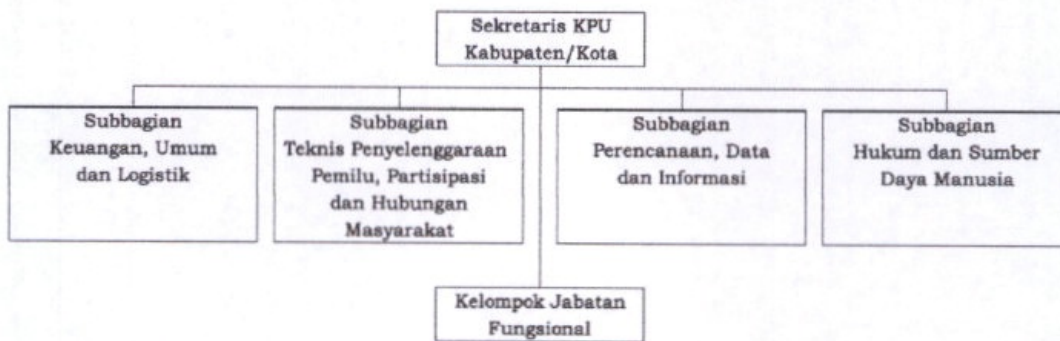 Sekretaris KPU
Kabupaten/Kota
Subbagian
Keuangan, Umum
dan Logistik
Subbagian
Teknis Penyelenggaraan
Pemilu, Partisipasi
dan Hubungan
Masyarakat
Subbagian
Perencanaan, Data
dan Informasi
Subbagian
Hukum dan Sumber
Daya Manusia
Kelompok Jabatan
Fungsional